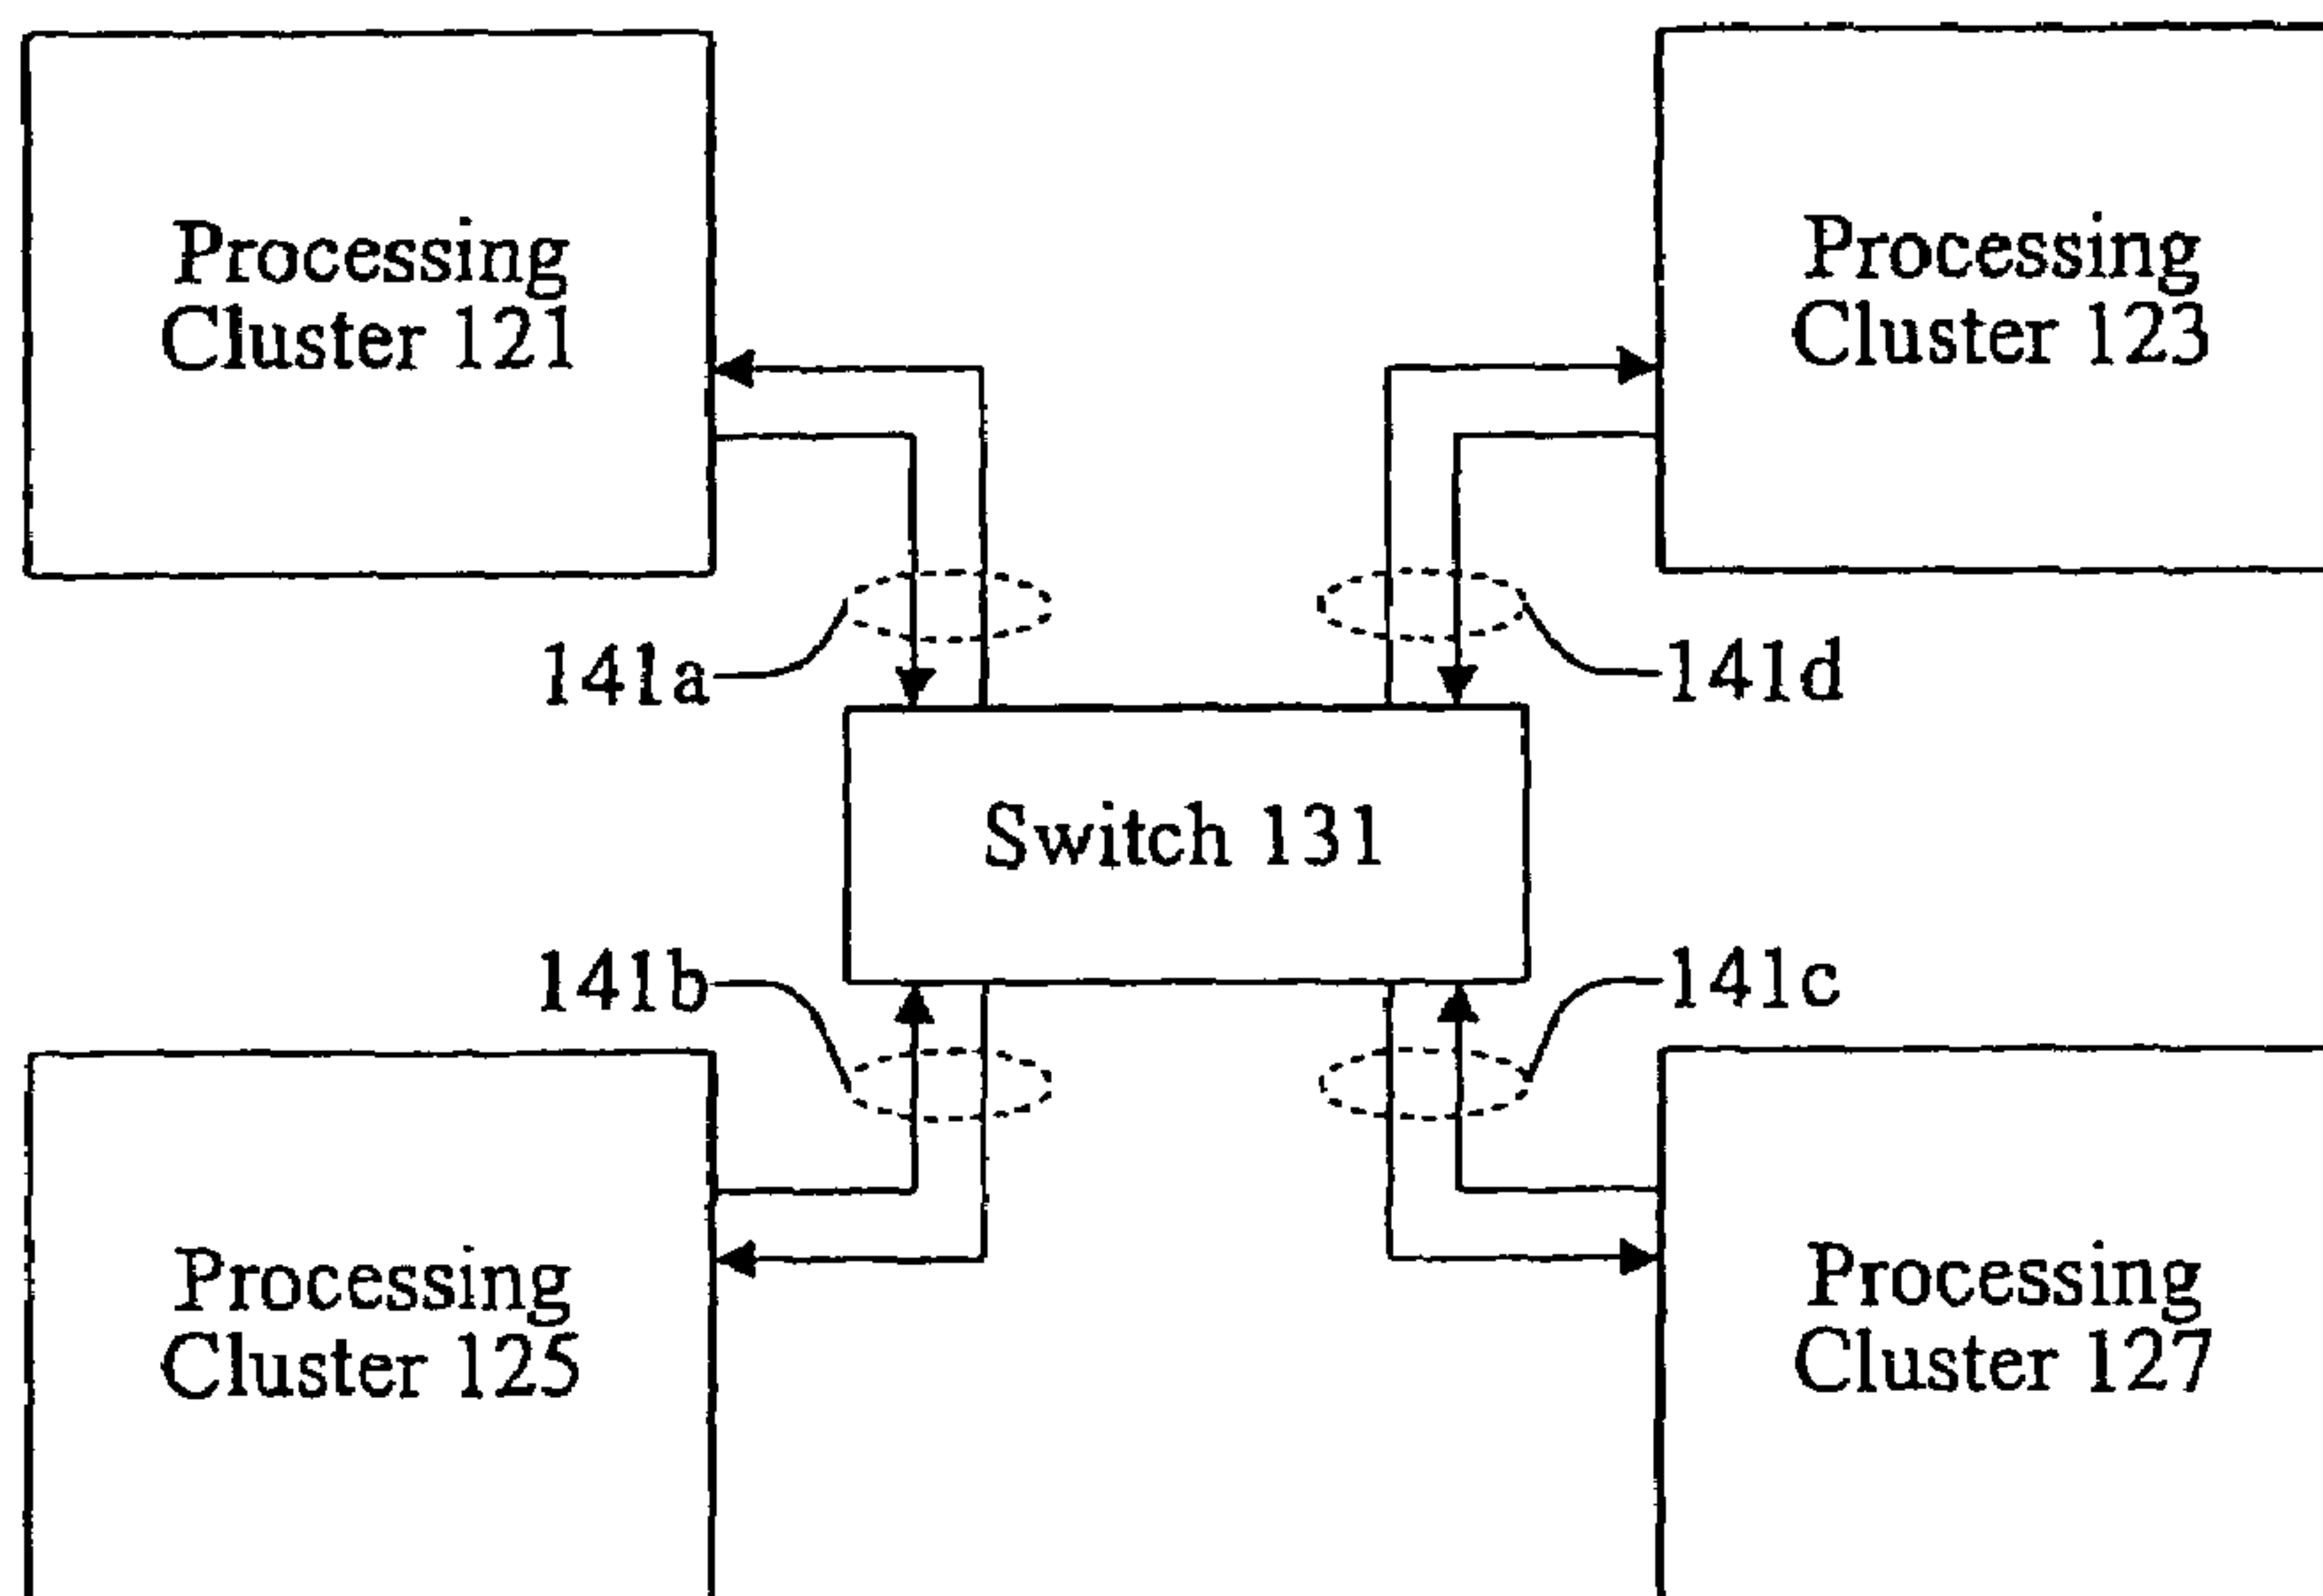 Processing
Cluster 121
Processing
Cluster 123
141a
141d
Switch 131
141b
141c
Processing
Cluster 125
Processing
Cluster 127